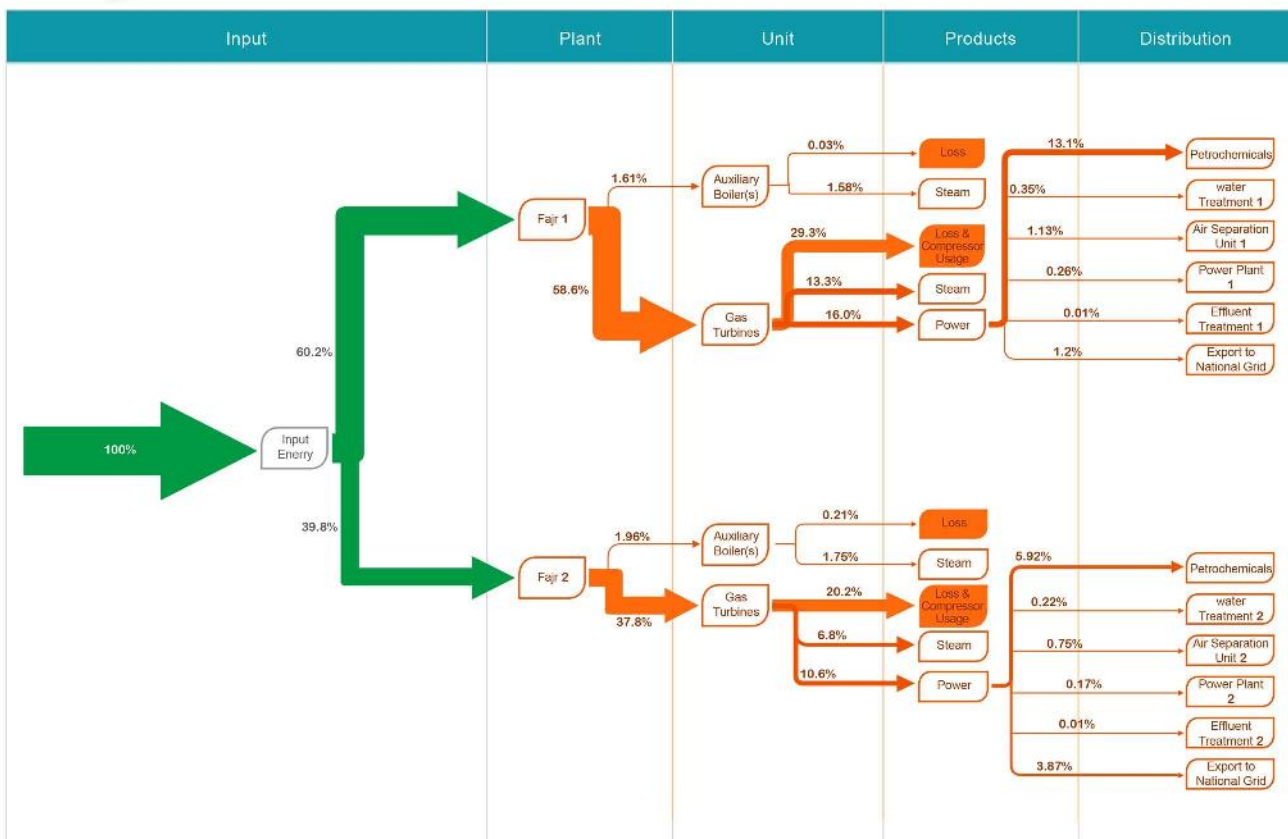 Input
Plant
Unit
Products
Distribution
100%
Input
Enerry
60.2%
39.8%
Fajr 1
1.61%
58.6%
Auxiliary
Boiler(s)
0.03%
Loss
1.58%
Steam
Gas
Turbines
29.3%
Loss &
Compressor
Usage
13.3%
Steam
16.0%
Power
13.1%
Petrochemicals
0.35%
water
Treatment 1
1.13%
Air Separation
Unit 1
0.26%
Power Plant
1
0.01%
Effluent
Treatment 1
1.2%
Export to
National Grid
Fajr 2
1.96%
37.8%
Auxiliary
Boiler(s)
0.21%
Loss
1.75%
Steam
Gas
Turbines
20.2%
Loss &
Compressor
Usage
6.8%
Steam
10.6%
Power
5.92%
Petrochemicals
0.22%
water
Treatment 2
0.75%
Air Separation
Unit 2
0.17%
Power Plant
2
0.01%
Effluent
Treatment 2
3.87%
Export to
National Grid